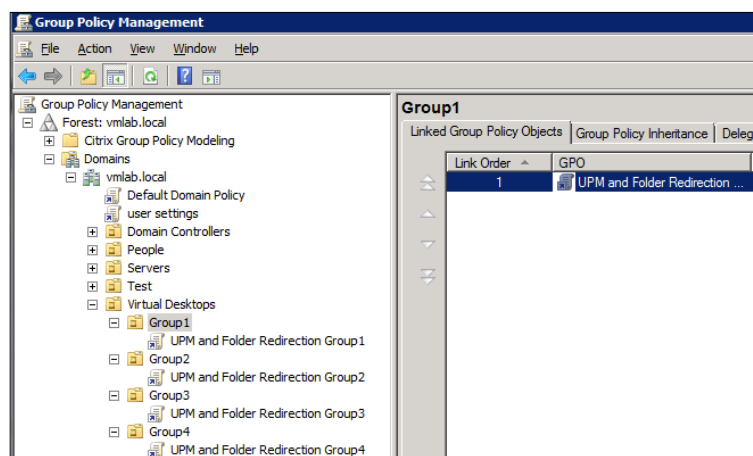 Group Policy Management
File Action View Window Help
Group Policy Management
Forest: vmlab.local
Citrix Group Policy Modeling
Domains
vmlab.local
Default Domain Policy
user settings
Domain Controllers
People
Servers
Test
Virtual Desktops
Group1
UPM and Folder Redirection Group1
Group2
UPM and Folder Redirection Group2
Group3
UPM and Folder Redirection Group3
Group4
UPM and Folder Redirection Group4
Group1
Linked Group Policy Objects Group Policy Inheritance Deleg
Link Order GPO
1 UPM and Folder Redirection ...